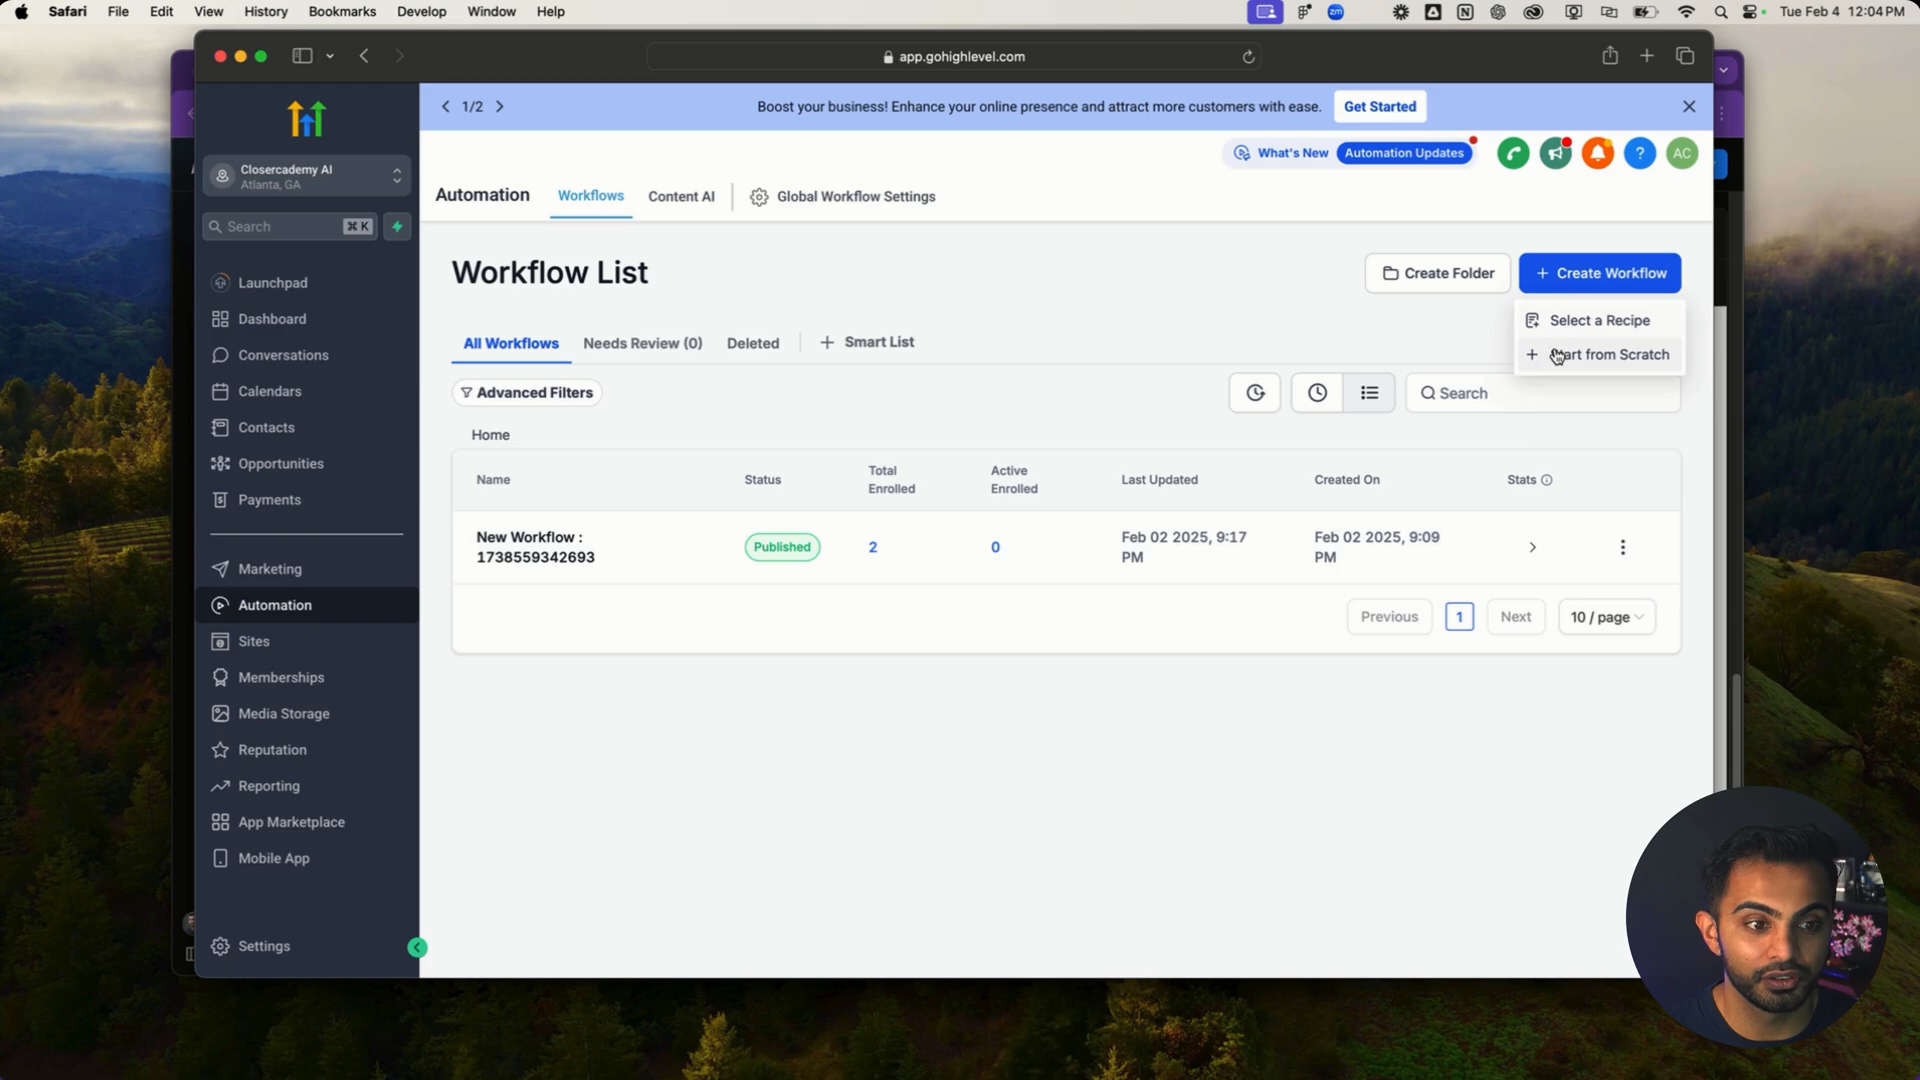 Safari File Edit View History Bookmarks Develop Window Help
zm
Tue Feb 4 12:04 PM
app.gohighlevel.com
1/2
Boost your business! Enhance your online presence and attract more customers with ease.
Get Started
Closercademy AI
Atlanta, GA
What's New
Automation Updates
?
AC
Automation
Workflows
Content AI
Global Workflow Settings
Search
⌘ K
Workflow List
Create Folder
+ Create Workflow
Select a Recipe
+ art from Scratch
Launchpad
Dashboard
Conversations
Calendars
Contacts
Opportunities
Payments
Marketing
Automation
Sites
Memberships
Media Storage
Reputation
Reporting
App Marketplace
Mobile App
Settings
All Workflows
Needs Review (0)
Deleted
+ Smart List
Advanced Filters
Search
Home
Name
Status
Total
Enrolled
Active
Enrolled
Last Updated
Created On
Stats
New Workflow :
1738559342693
Published
2
0
Feb 02 2025, 9:17
PM
Feb 02 2025, 9:09
PM
Previous
1
Next
10 / page